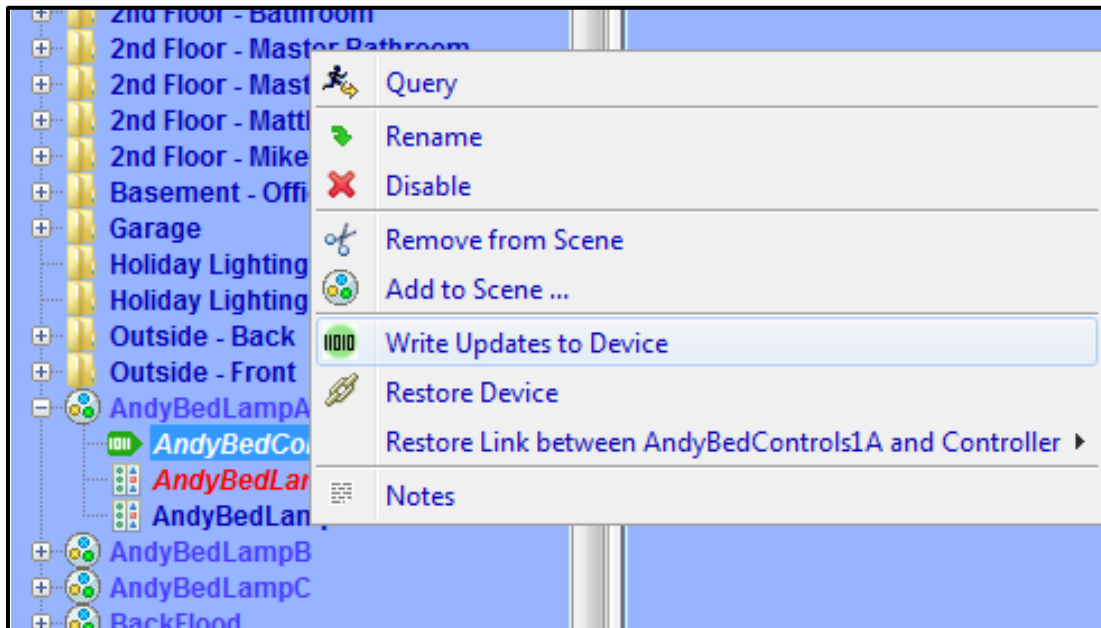 2nd Floor - Bathroom
2nd Floor - Master Bathroom
2nd Floor - Mast
2nd Floor - Matt
2nd Floor - Mike
Basement - Offi
Garage
Holiday Lighting
Holiday Lighting
Outside - Back
Outside - Front
AndyBedLampA
AndyBedCo
AndyBedLa
AndyBedLam
AndyBedLampB
AndyBedLampC
BackFlood
Query
Rename
Disable
Remove from Scene
Add to Scene ...
Write Updates to Device
Restore Device
Restore Link between AndyBedControls1A and Controller
Notes